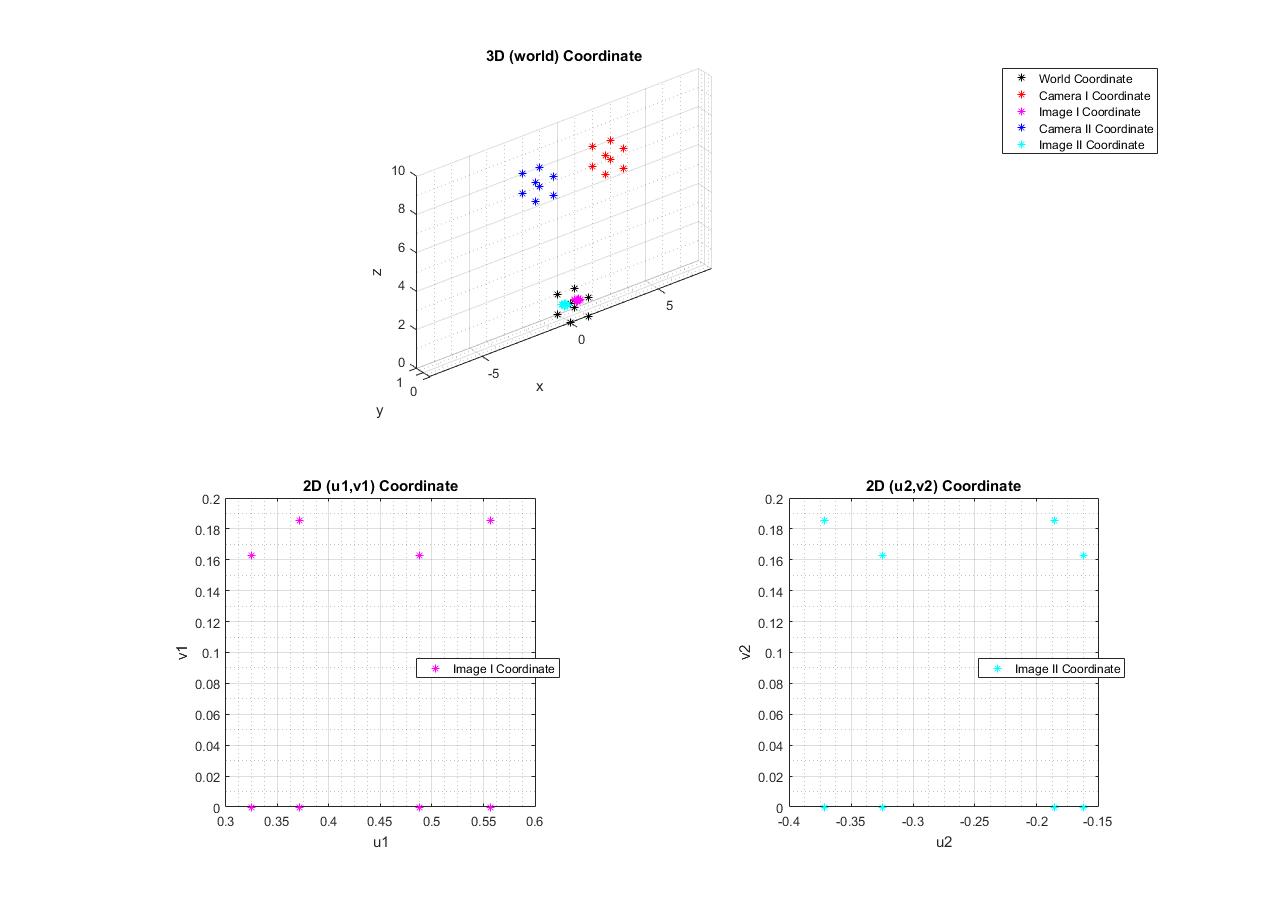 3D (world) Coordinate
World Coordinate
Camera I Coordinate
Image I Coordinate
Camera II Coordinate
Image II Coordinate
10
8
6
4
2
0
z
1
0
y
-5
0
5
x
2D (u1,v1) Coordinate
0.2
0.18
0.16
0.14
0.12
0.1
0.08
0.06
0.04
0.02
0
v1
Image I Coordinate
0.3 0.35 0.4 0.45 0.5 0.55 0.6
u1
2D (u2,v2) Coordinate
0.2
0.18
0.16
0.14
0.12
0.1
0.08
0.06
0.04
0.02
0
v2
Image II Coordinate
-0.4 -0.35 -0.3 -0.25 -0.2 -0.15
u2